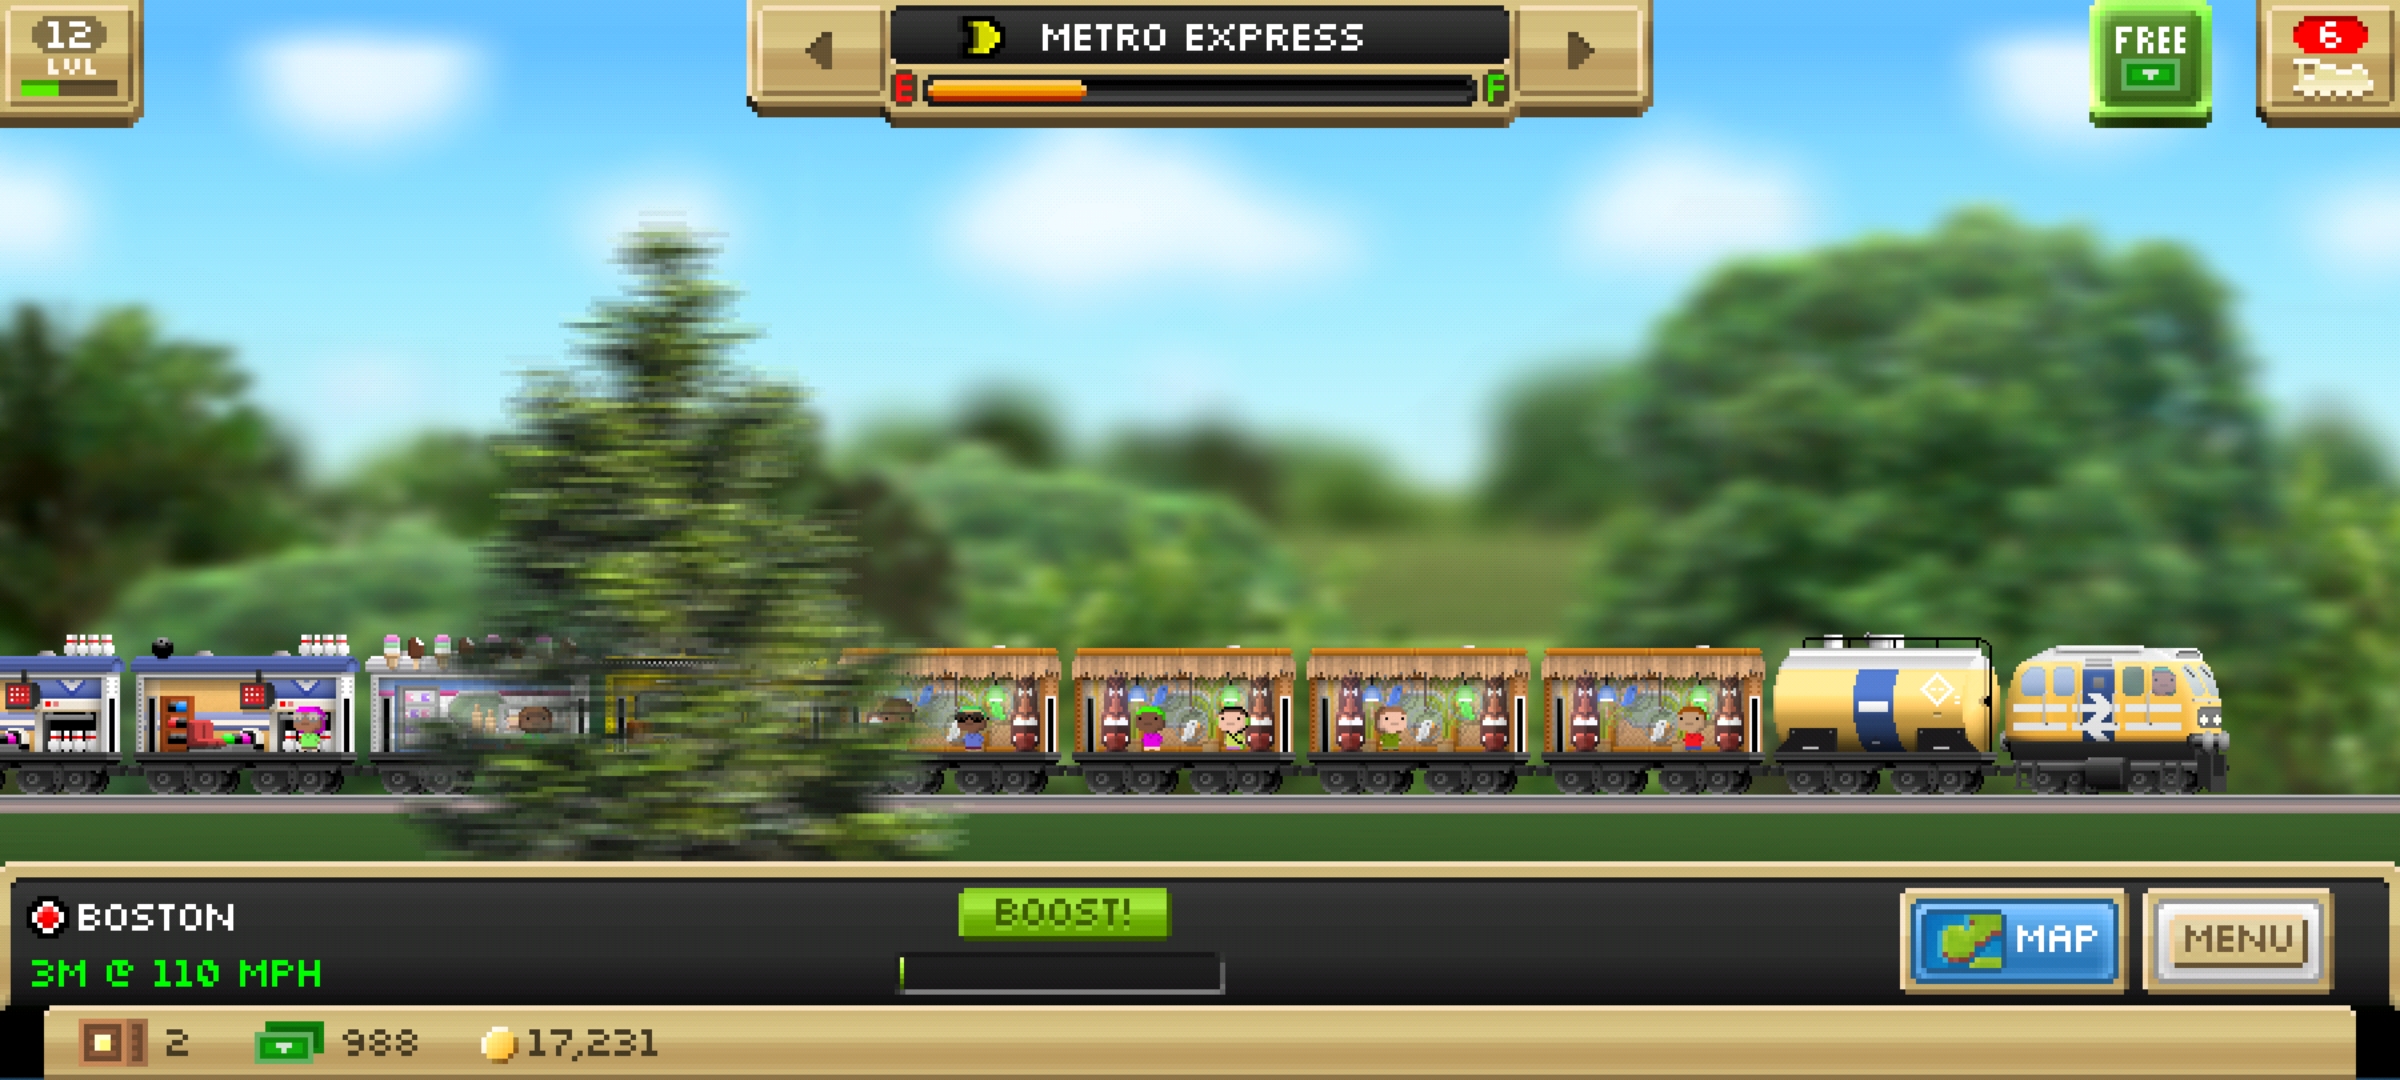 12
LVL
METRO EXPRESS
E F
FREE
6
BOSTON
3M @ 110 MPH
BOOST!
MAP
MENU
2
988
17,231